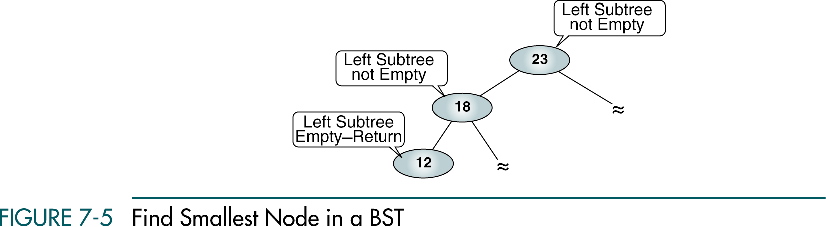 Left Subtree
not Empty
23
Left Subtree
not Empty
18
≈
Left Subtree
Empty–Return
12
≈
FIGURE 7-5 Find Smallest Node in a BST